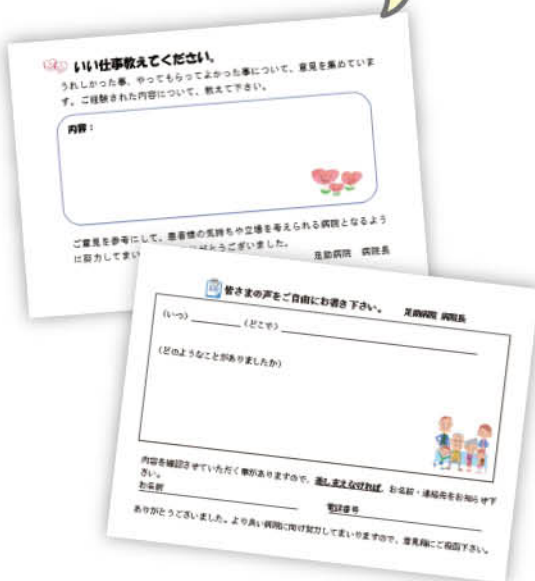 いい仕事教えてください。
うれしかった事、やってもらってよかった事について、意見を集めていま
す。ご経験された内容について、教えて下さい。
内容：
ご意見を参考にして、患者様の気持ちや立場を考えられる病院となるよう
に努力してまい がとうございました。
足助病院 病院長
皆さまの声をご自由にお書き下さい。 足助病院 病院長
（いつ） （どこで）
（どのようなことがありましたか）
内容を確認させていただく事がありますので、差し支えなければ、お名前・連絡先をお知らせ下
さい。
お名前 電話番号
ありがとうございました。より良い病院に向け努力してまいりますので、意見箱にご投函下さい。